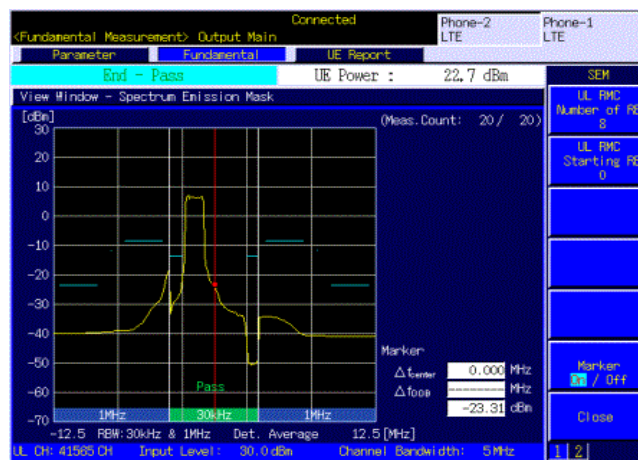 Connected
Phone-2
LTE
Phone-1
LTE
<Fundamental Measurement> Output Main
Parameter
Fundamental
UE Report
End - Pass
UE Power : 22.7 dBm
SEM
View Window - Spectrum Emission Mask
UL RMC
Number of RB
8
[dBm]
(Meas.Count: 20 / 20)
30
20
10
0
-10
-20
-30
-40
-50
-60
-70
UL RMC
Starting RB
0
Pass
1MHz
30kHz
1MHz
Marker
Δfcenter 0.000 MHz
ΔfOOB -------- MHz
-23.31 dBm
Marker
On / Off
Close
-12.5 RBW:30kHz & 1MHz Det. Average 12.5 [MHz]
UL CH: 41565 CH Input Level: 30.0 dBm Channel Bandwidth: 5 MHz
1 2